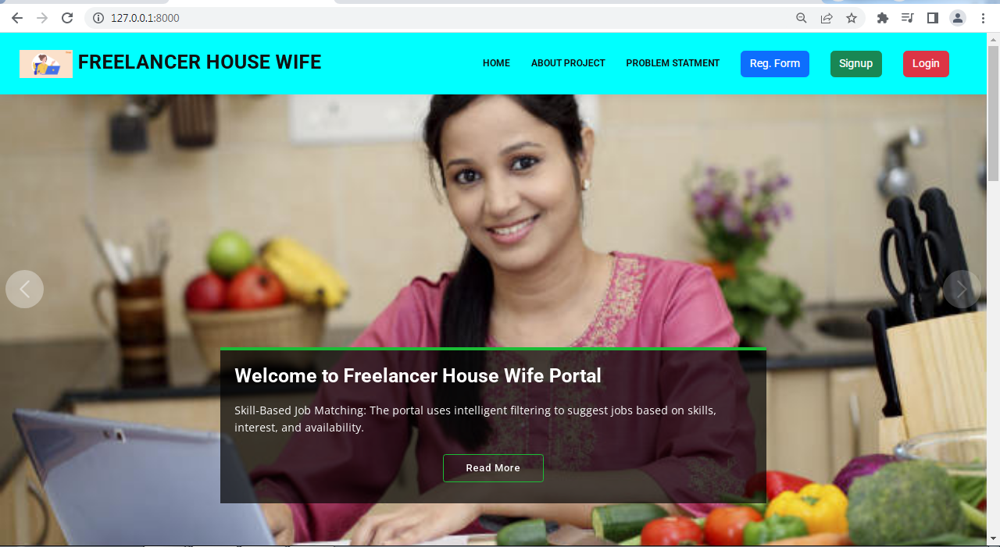 127.0.0.1:8000
FREELANCER HOUSE WIFE
HOME ABOUT PROJECT PROBLEM STATMENT Reg. Form Signup Login
Welcome to Freelancer House Wife Portal
Skill-Based Job Matching: The portal uses intelligent filtering to suggest jobs based on skills,
interest, and availability.
Read More